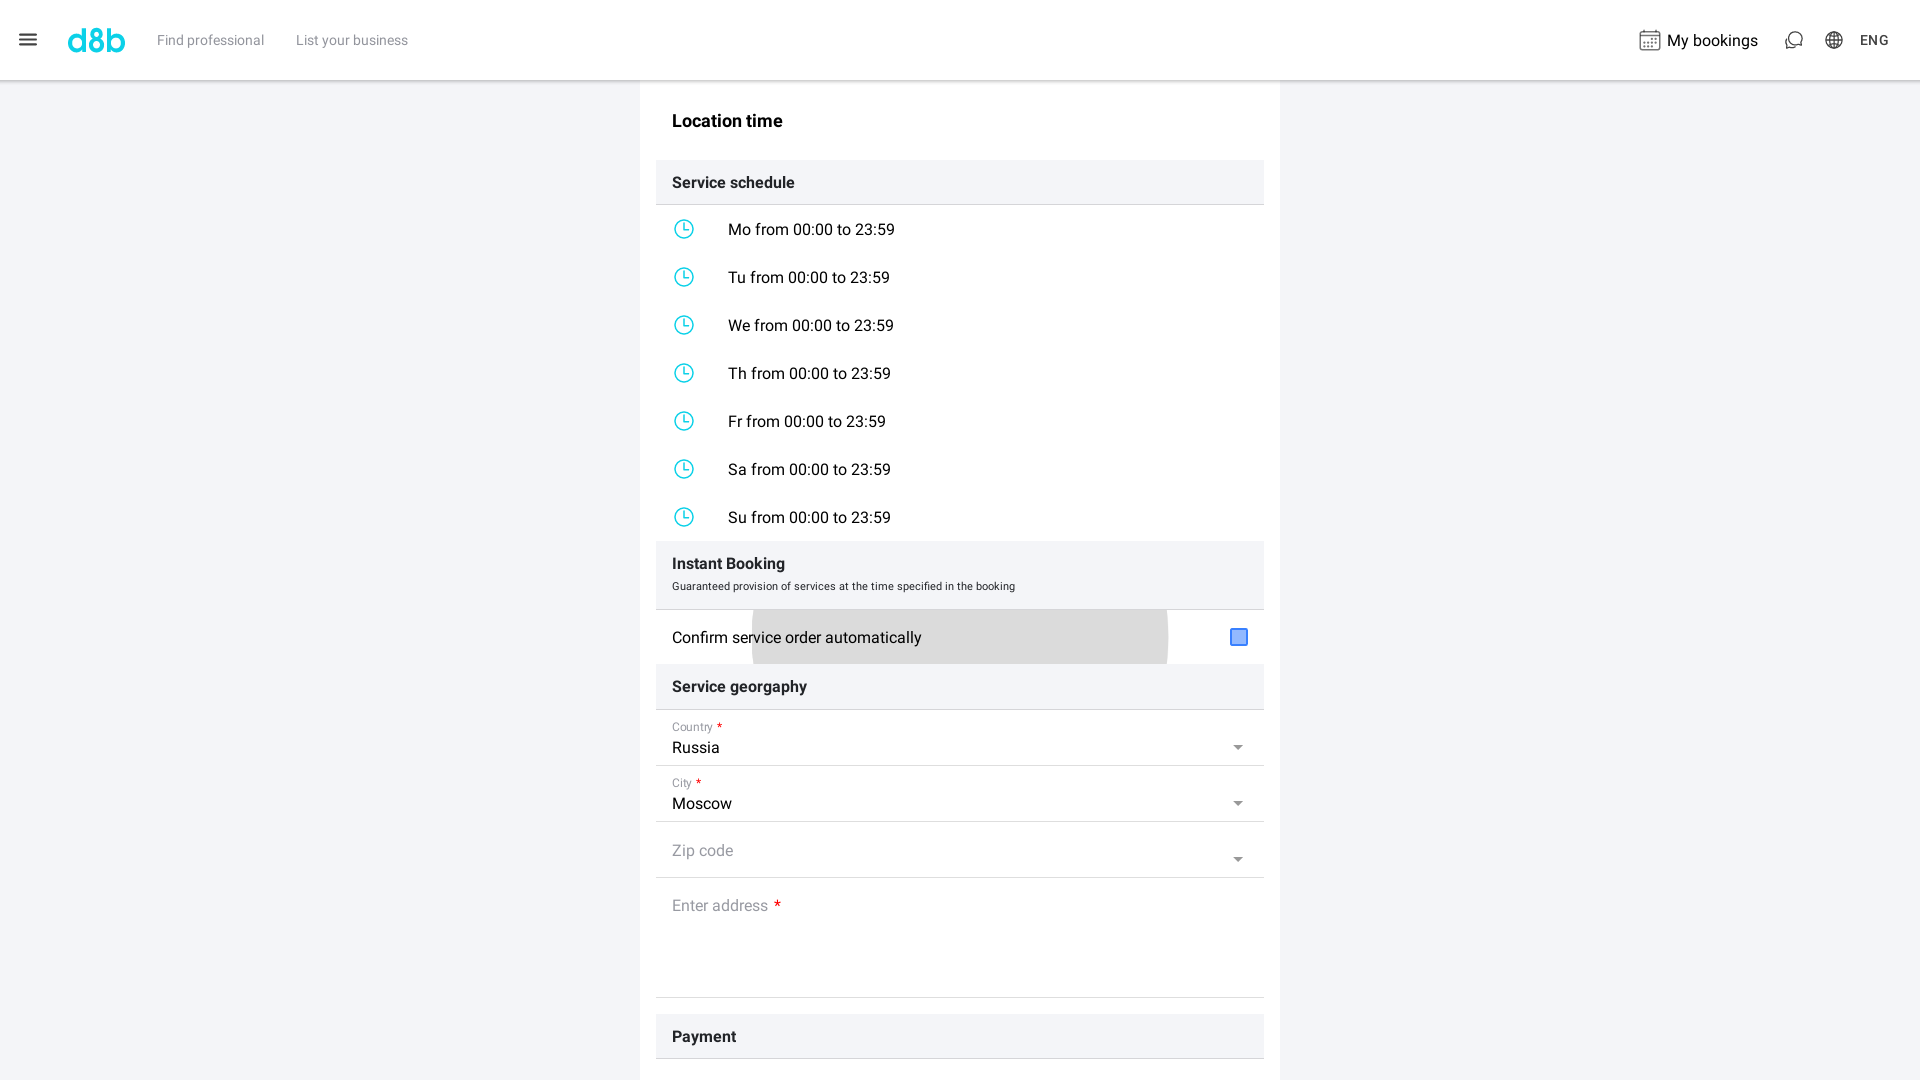 d8b
Find professional
List your business
My bookings
ENG
Location time
Service schedule
Mo from 00:00 to 23:59
Tu from 00:00 to 23:59
We from 00:00 to 23:59
Th from 00:00 to 23:59
Fr from 00:00 to 23:59
Sa from 00:00 to 23:59
Su from 00:00 to 23:59
Instant Booking
Guaranteed provision of services at the time specified in the booking
Confirm service order automatically
Service georgaphy
Country *
Russia
City *
Moscow
Zip code
Enter address *
Payment